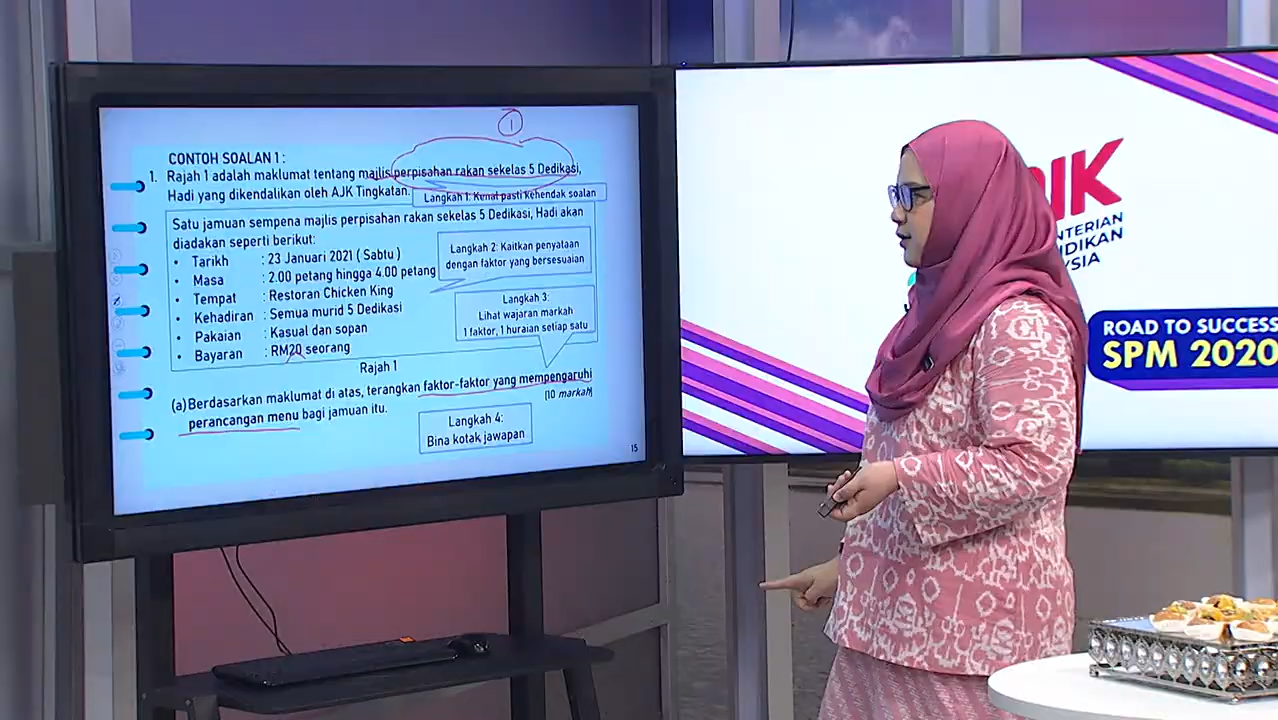 1
CONTOH SOALAN 1 :
1. Rajah 1 adalah maklumat tentang majlis perpisahan rakan sekelas 5 Dedikasi,
Hadi yang dikendalikan oleh AJK Tingkatan.
Langkah 1: Kenal pasti kehendak soalan
Satu jamuan sempena majlis perpisahan rakan sekelas 5 Dedikasi, Hadi akan
diadakan seperti berikut:
• Tarikh : 23 Januari 2021 ( Sabtu )
• Masa : 2.00 petang hingga 4.00 petang
• Tempat : Restoran Chicken King
• Kehadiran : Semua murid 5 Dedikasi
• Pakaian : Kasual dan sopan
• Bayaran : RM20 seorang
Langkah 2: Kaitkan penyataan
dengan faktor yang bersesuaian
Langkah 3:
Lihat wajaran markah
1 faktor, 1 huraian setiap satu
Rajah 1
(a) Berdasarkan maklumat di atas, terangkan faktor-faktor yang mempengaruhi
perancangan menu bagi jamuan itu.
[10 markah]
Langkah 4:
Bina kotak jawapan
15
IK
NTERIAN
DIDIKAN
YSIA
ROAD TO SUCCESS
SPM 2020